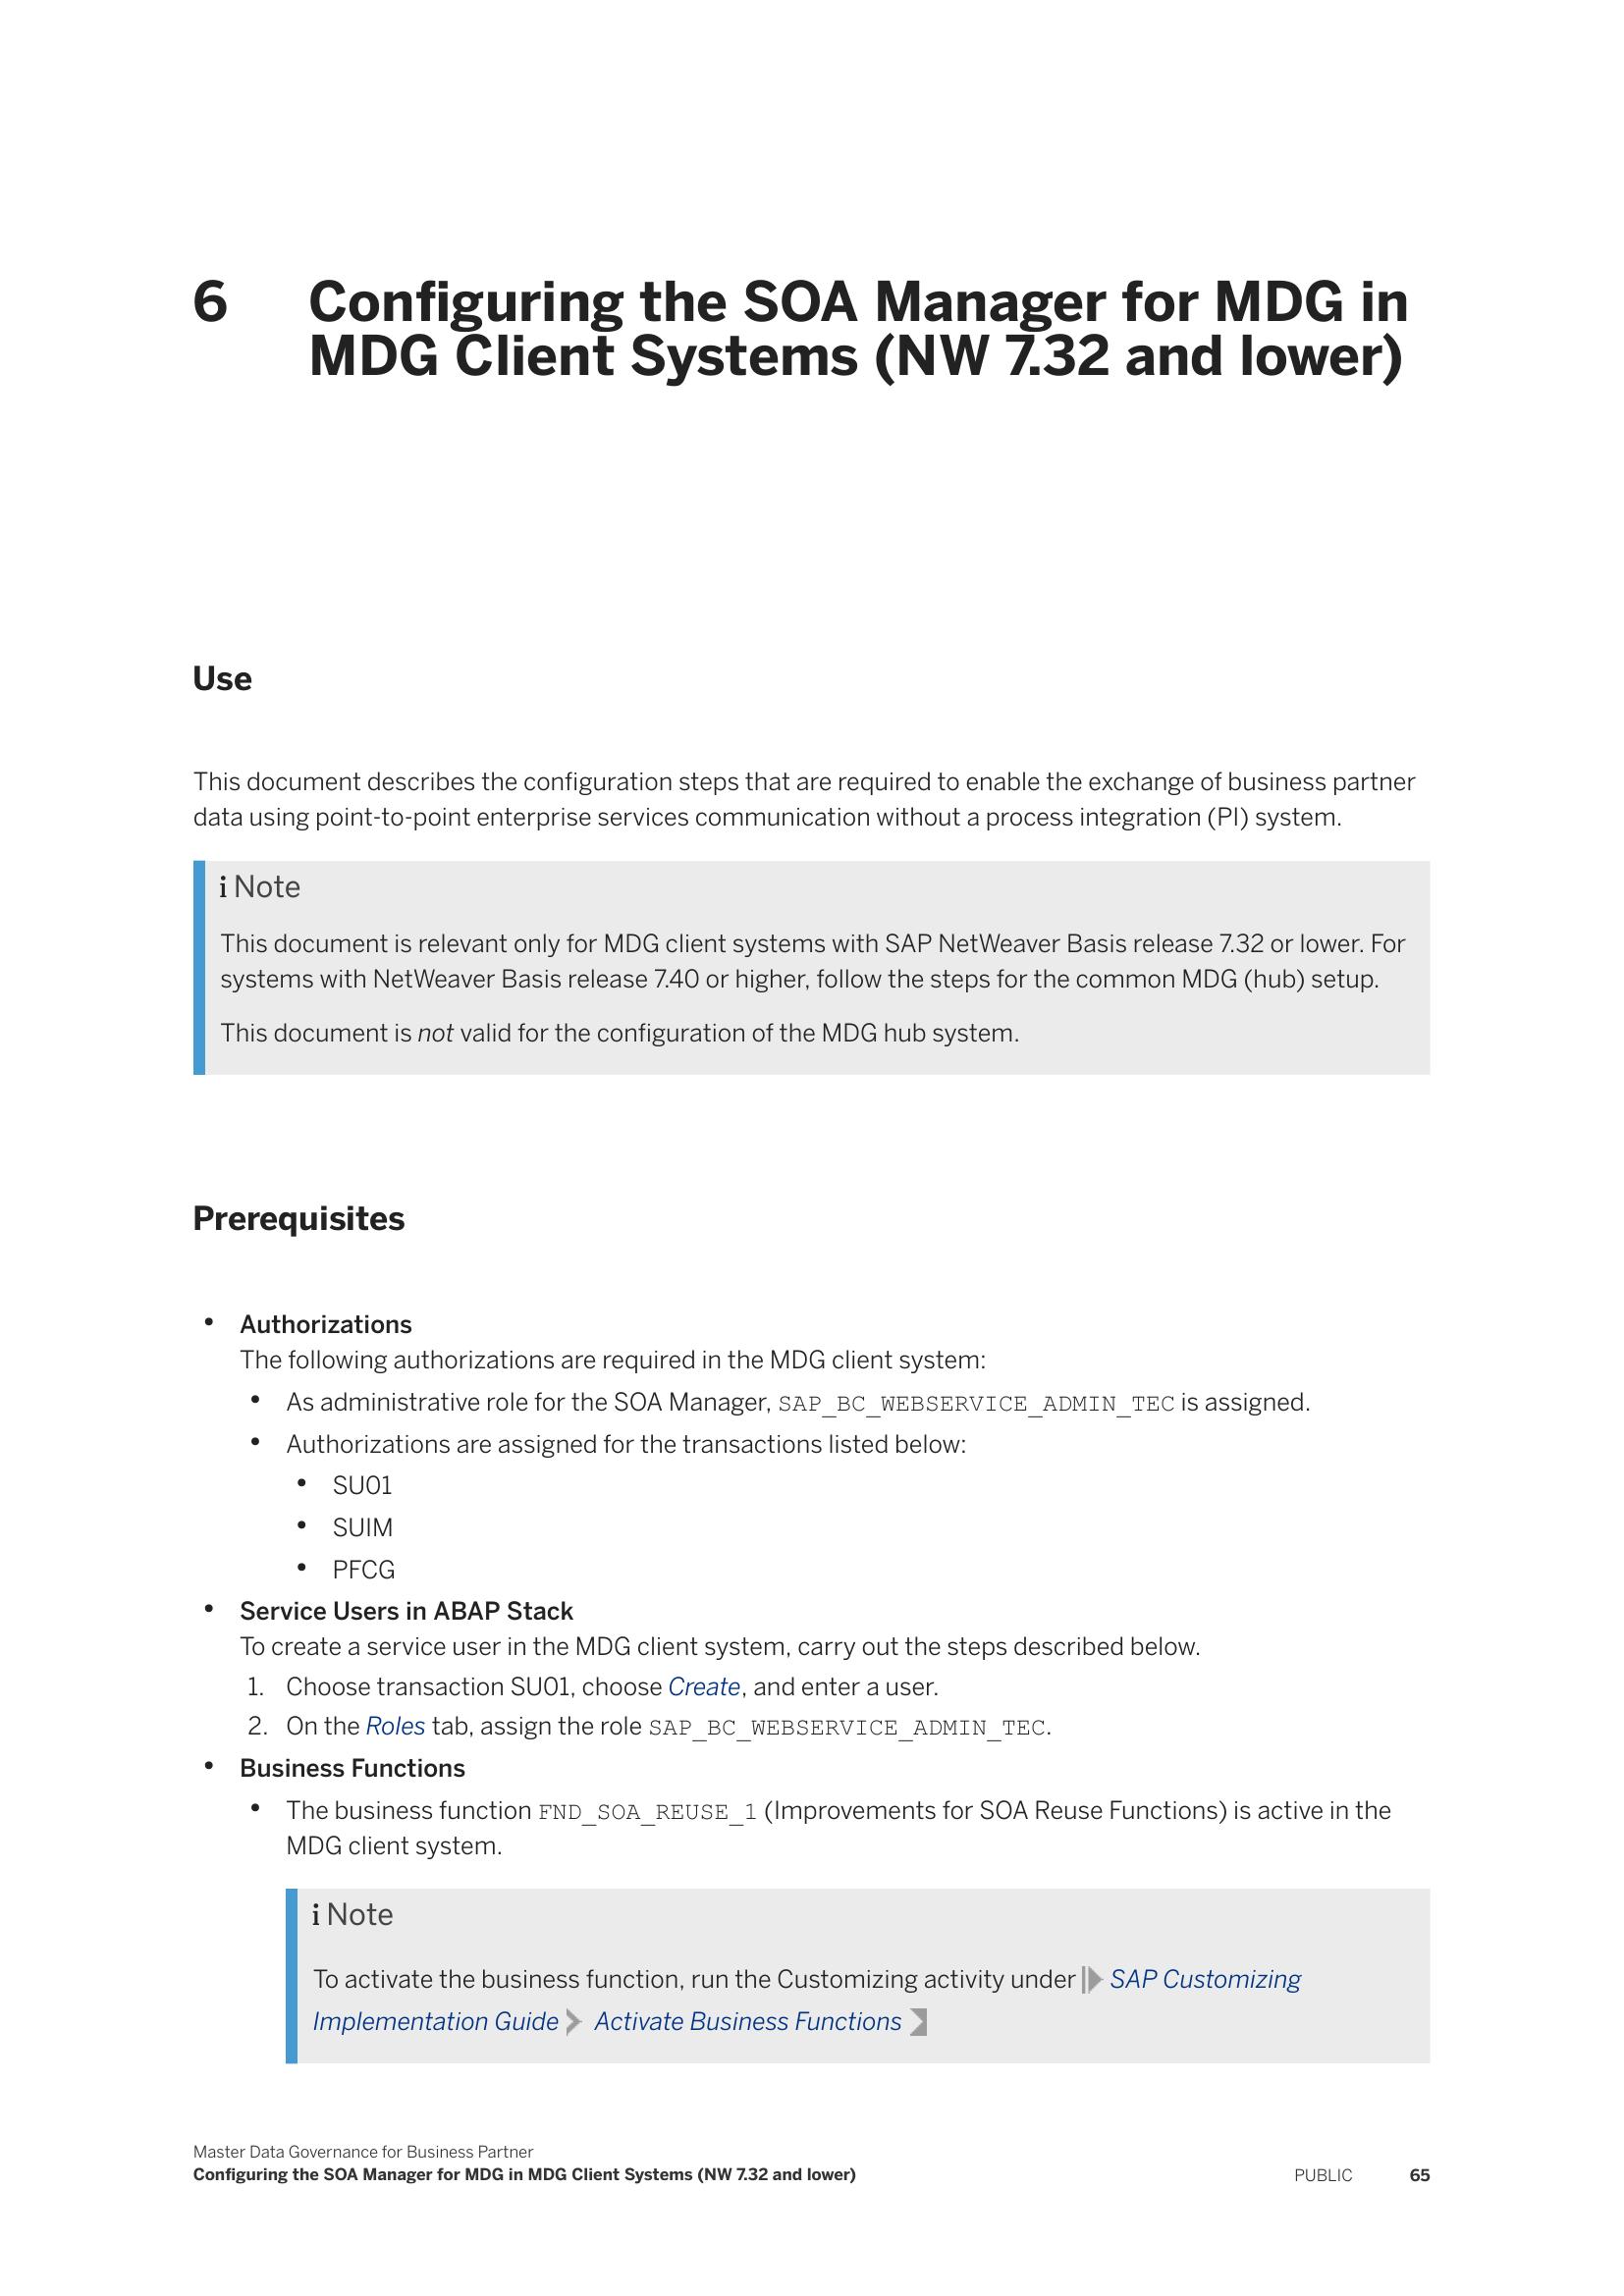 6 Configuring the SOA Manager for MDG in
MDG Client Systems (NW 7.32 and lower)
Use
This document describes the configuration steps that are required to enable the exchange of business partner
data using point-to-point enterprise services communication without a process integration (PI) system.
i Note
This document is relevant only for MDG client systems with SAP NetWeaver Basis release 7.32 or lower. For
systems with NetWeaver Basis release 7.40 or higher, follow the steps for the common MDG (hub) setup.
This document is not valid for the configuration of the MDG hub system.
Prerequisites
• Authorizations
The following authorizations are required in the MDG client system:
• As administrative role for the SOA Manager, SAP_BC_WEBSERVICE_ADMIN_TEC is assigned.
• Authorizations are assigned for the transactions listed below:
• SU01
• SUIM
• PFCG
• Service Users in ABAP Stack
To create a service user in the MDG client system, carry out the steps described below.
1. Choose transaction SU01, choose Create, and enter a user.
2. On the Roles tab, assign the role SAP_BC_WEBSERVICE_ADMIN_TEC.
• Business Functions
• The business function FND_SOA_REUSE_1 (Improvements for SOA Reuse Functions) is active in the
MDG client system.
i Note
To activate the business function, run the Customizing activity under SAP Customizing
Implementation Guide Activate Business Functions
Master Data Governance for Business Partner
Configuring the SOA Manager for MDG in MDG Client Systems (NW 7.32 and lower) PUBLIC 65